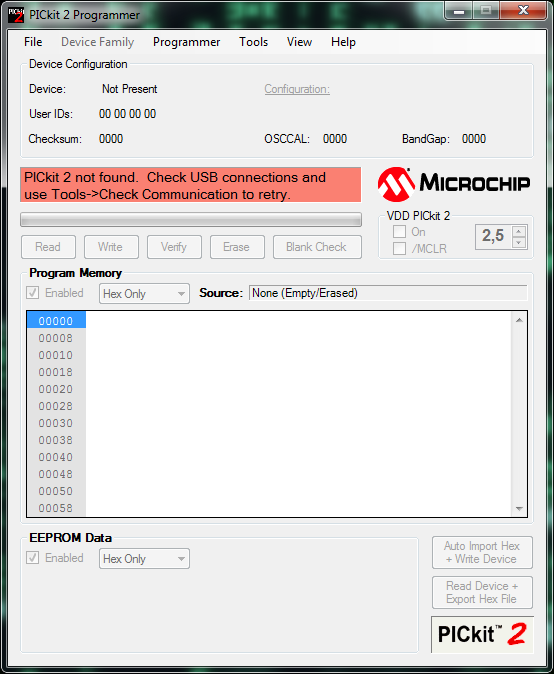 PICkit 2 Programmer
File Device Family Programmer Tools View Help
Device Configuration
Device: Not Present Configuration:
User IDs: 00 00 00 00
Checksum: 0000 OSCCAL: 0000 BandGap: 0000
PICkit 2 not found. Check USB connections and
use Tools->Check Communication to retry.
MICROCHIP
VDD PICkit 2
On
/MCLR
2,5
Read Write Verify Erase Blank Check
Program Memory
Enabled Hex Only Source: None (Empty/Erased)
00000
00008
00010
00018
00020
00028
00030
00038
00040
00048
00050
00058
EEPROM Data
Enabled Hex Only
Auto Import Hex
+ Write Device
Read Device +
Export Hex File
PICkit™ 2